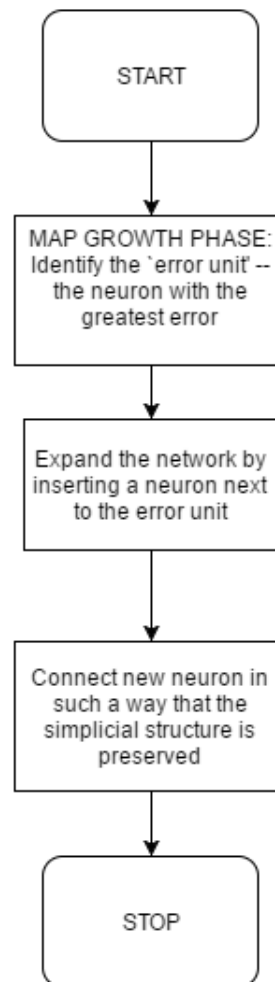 START
MAP GROWTH PHASE:
Identify the `error unit' --
the neuron with the
greatest error
Expand the network by
inserting a neuron next
to the error unit
Connect new neuron in
such a way that the
simplicial structure is
preserved
STOP